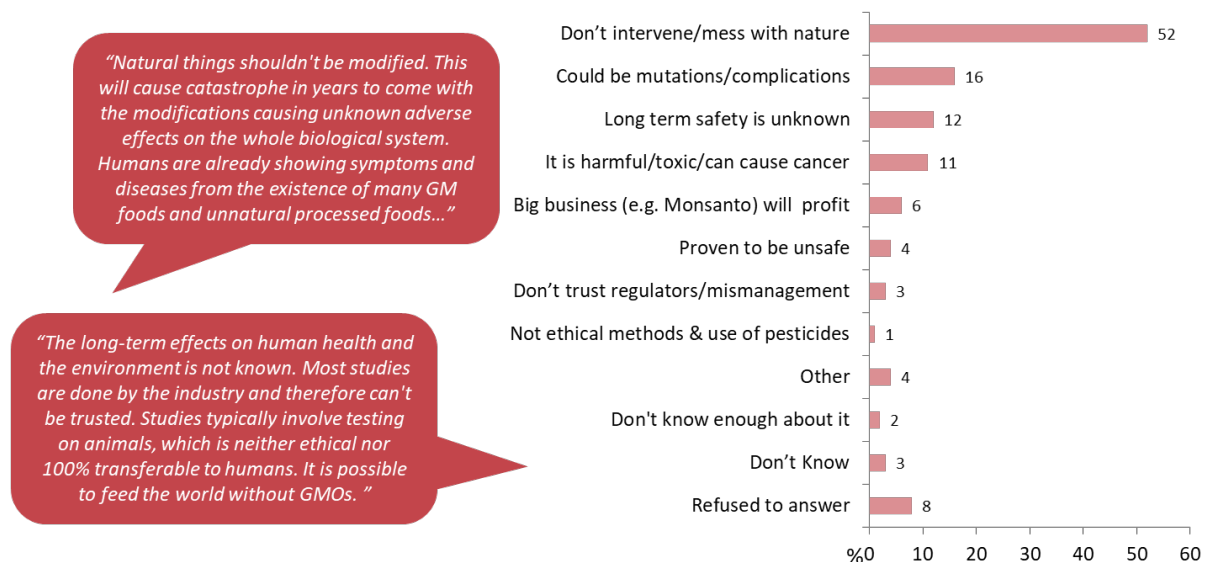 “Natural things shouldn't be modified. This
will cause catastrophe in years to come with
the modifications causing unknown adverse
effects on the whole biological system.
Humans are already showing symptoms and
diseases from the existence of many GM
foods and unnatural processed foods…”
“The long-term effects on human health and
the environment is not known. Most studies
are done by the industry and therefore can't
be trusted. Studies typically involve testing
on animals, which is neither ethical nor
100% transferable to humans. It is possible
to feed the world without GMOs. ”
Don’t intervene/mess with nature 52
Could be mutations/complications 16
Long term safety is unknown 12
It is harmful/toxic/can cause cancer 11
Big business (e.g. Monsanto) will profit 6
Proven to be unsafe 4
Don’t trust regulators/mismanagement 3
Not ethical methods & use of pesticides 1
Other 4
Don't know enough about it 2
Don’t Know 3
Refused to answer 8
% 0 10 20 30 40 50 60